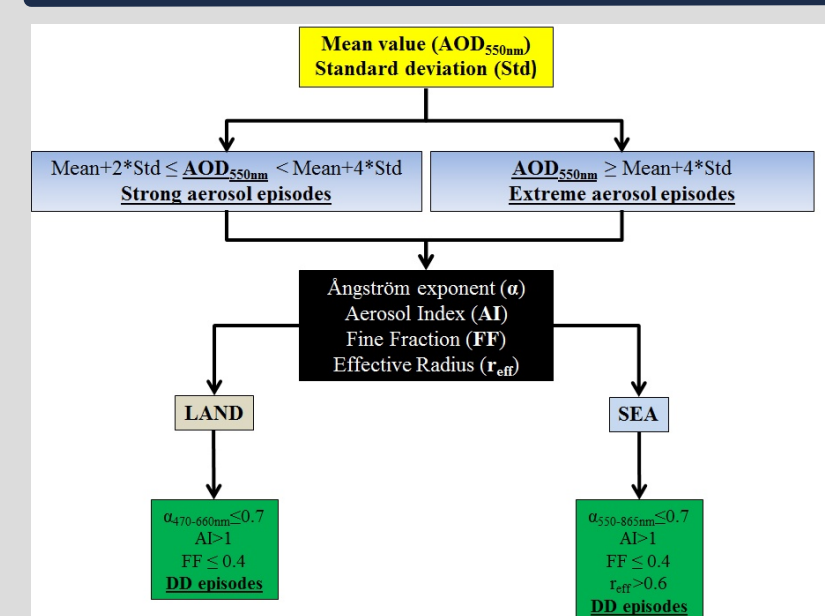 Mean value (AOD550nm)
Standard deviation (Std)
Mean+2*Std ≤ AOD550nm < Mean+4*Std
Strong aerosol episodes
AOD550nm ≥ Mean+4*Std
Extreme aerosol episodes
Ångström exponent (α)
Aerosol Index (AI)
Fine Fraction (FF)
Effective Radius (reff)
LAND
SEA
α470-660nm≤0.7
AI>1
FF ≤ 0.4
DD episodes
α550-865nm≤0.7
AI>1
FF ≤ 0.4
reff>0.6
DD episodes